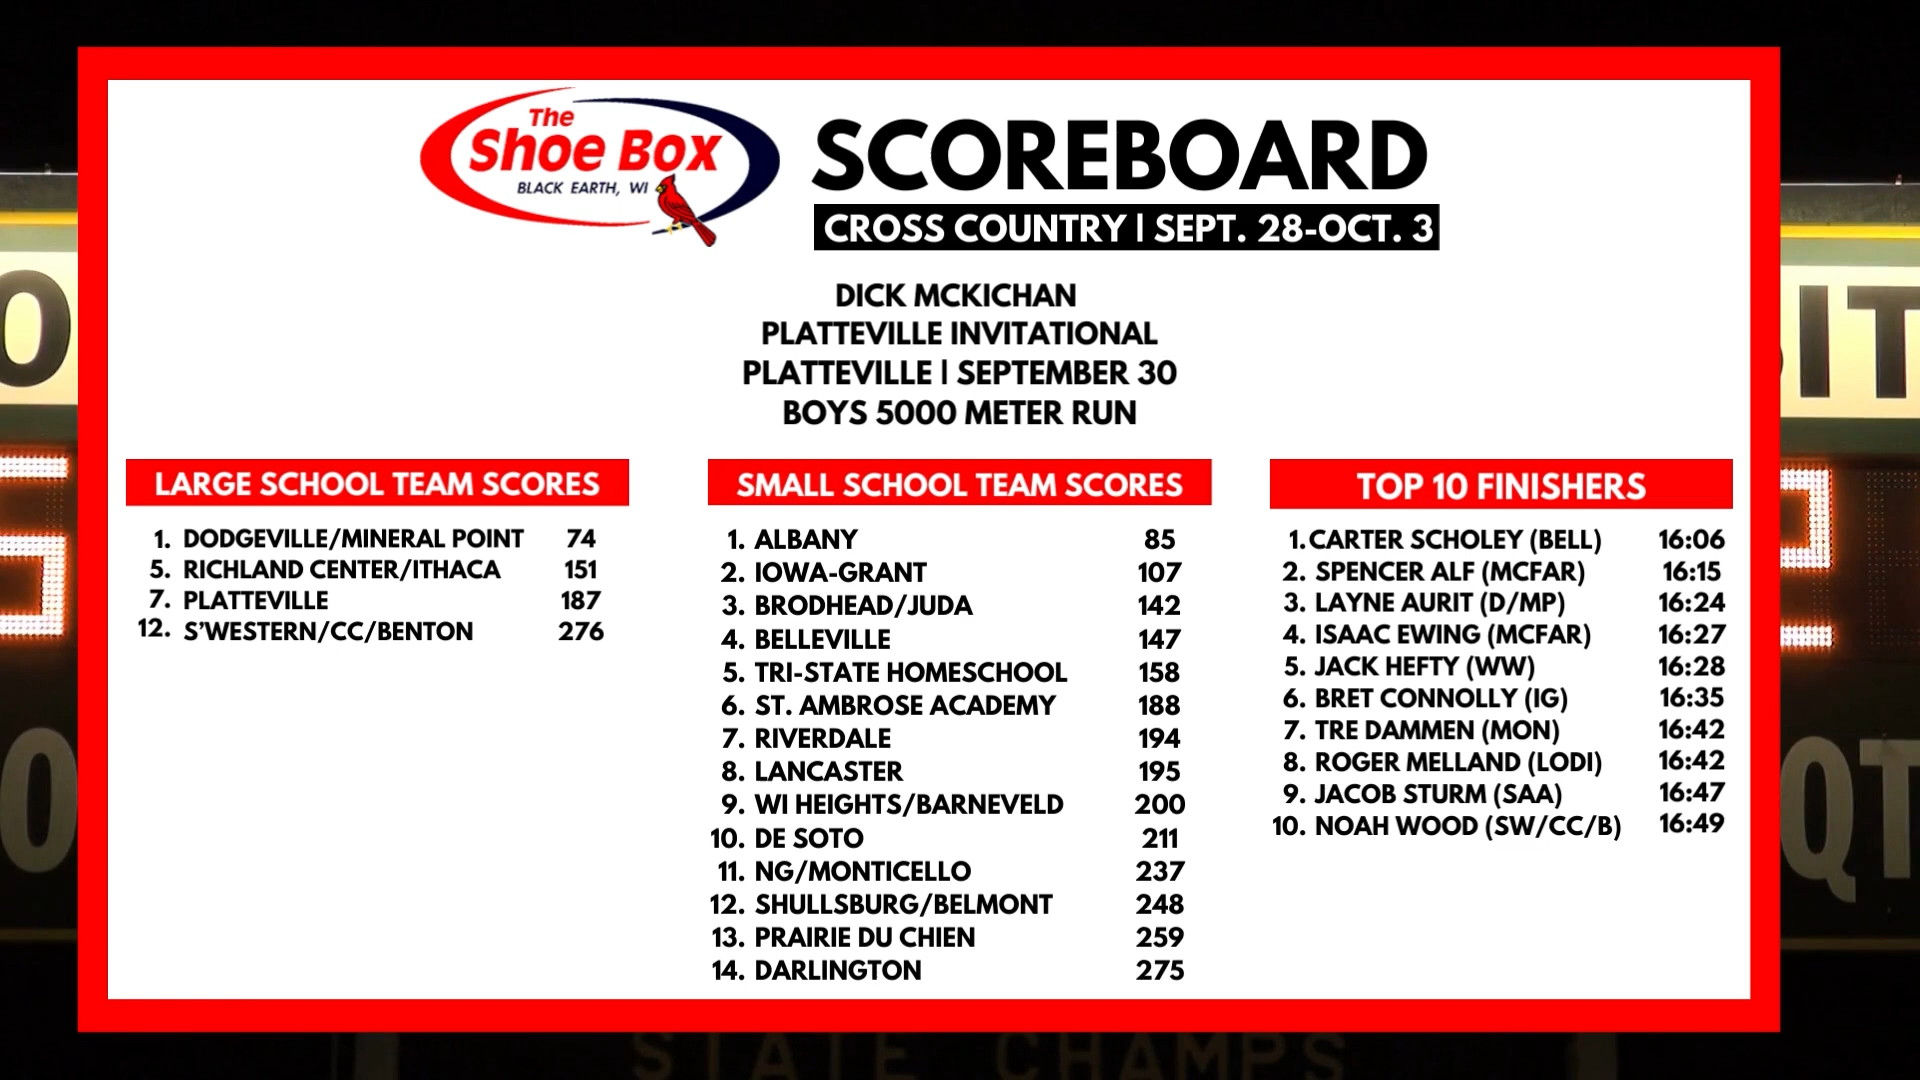 The
Shoe Box
BLACK EARTH, WI
SCOREBOARD
CROSS COUNTRY | SEPT. 28-OCT. 3
DICK MCKICHAN
PLATTEVILLE INVITATIONAL
PLATTEVILLE | SEPTEMBER 30
BOYS 5000 METER RUN
LARGE SCHOOL TEAM SCORES
1. DODGEVILLE/MINERAL POINT 74
5. RICHLAND CENTER/ITHACA 151
7. PLATTEVILLE 187
12. S'WESTERN/CC/BENTON 276
SMALL SCHOOL TEAM SCORES
1. ALBANY 85
2. IOWA-GRANT 107
3. BRODHEAD/JUDA 142
4. BELLEVILLE 147
5. TRI-STATE HOMESCHOOL 158
6. ST. AMBROSE ACADEMY 188
7. RIVERDALE 194
8. LANCASTER 195
9. WI HEIGHTS/BARNEVELD 200
10. DE SOTO 211
11. NG/MONTICELLO 237
12. SHULLSBURG/BELMONT 248
13. PRAIRIE DU CHIEN 259
14. DARLINGTON 275
TOP 10 FINISHERS
1. CARTER SCHOLEY (BELL) 16:06
2. SPENCER ALF (MCFAR) 16:15
3. LAYNE AURIT (D/MP) 16:24
4. ISAAC EWING (MCFAR) 16:27
5. JACK HEFTY (WW) 16:28
6. BRET CONNOLLY (IG) 16:35
7. TRE DAMMEN (MON) 16:42
8. ROGER MELLAND (LODI) 16:42
9. JACOB STURM (SAA) 16:47
10. NOAH WOOD (SW/CC/B) 16:49
STATE CHAMPS